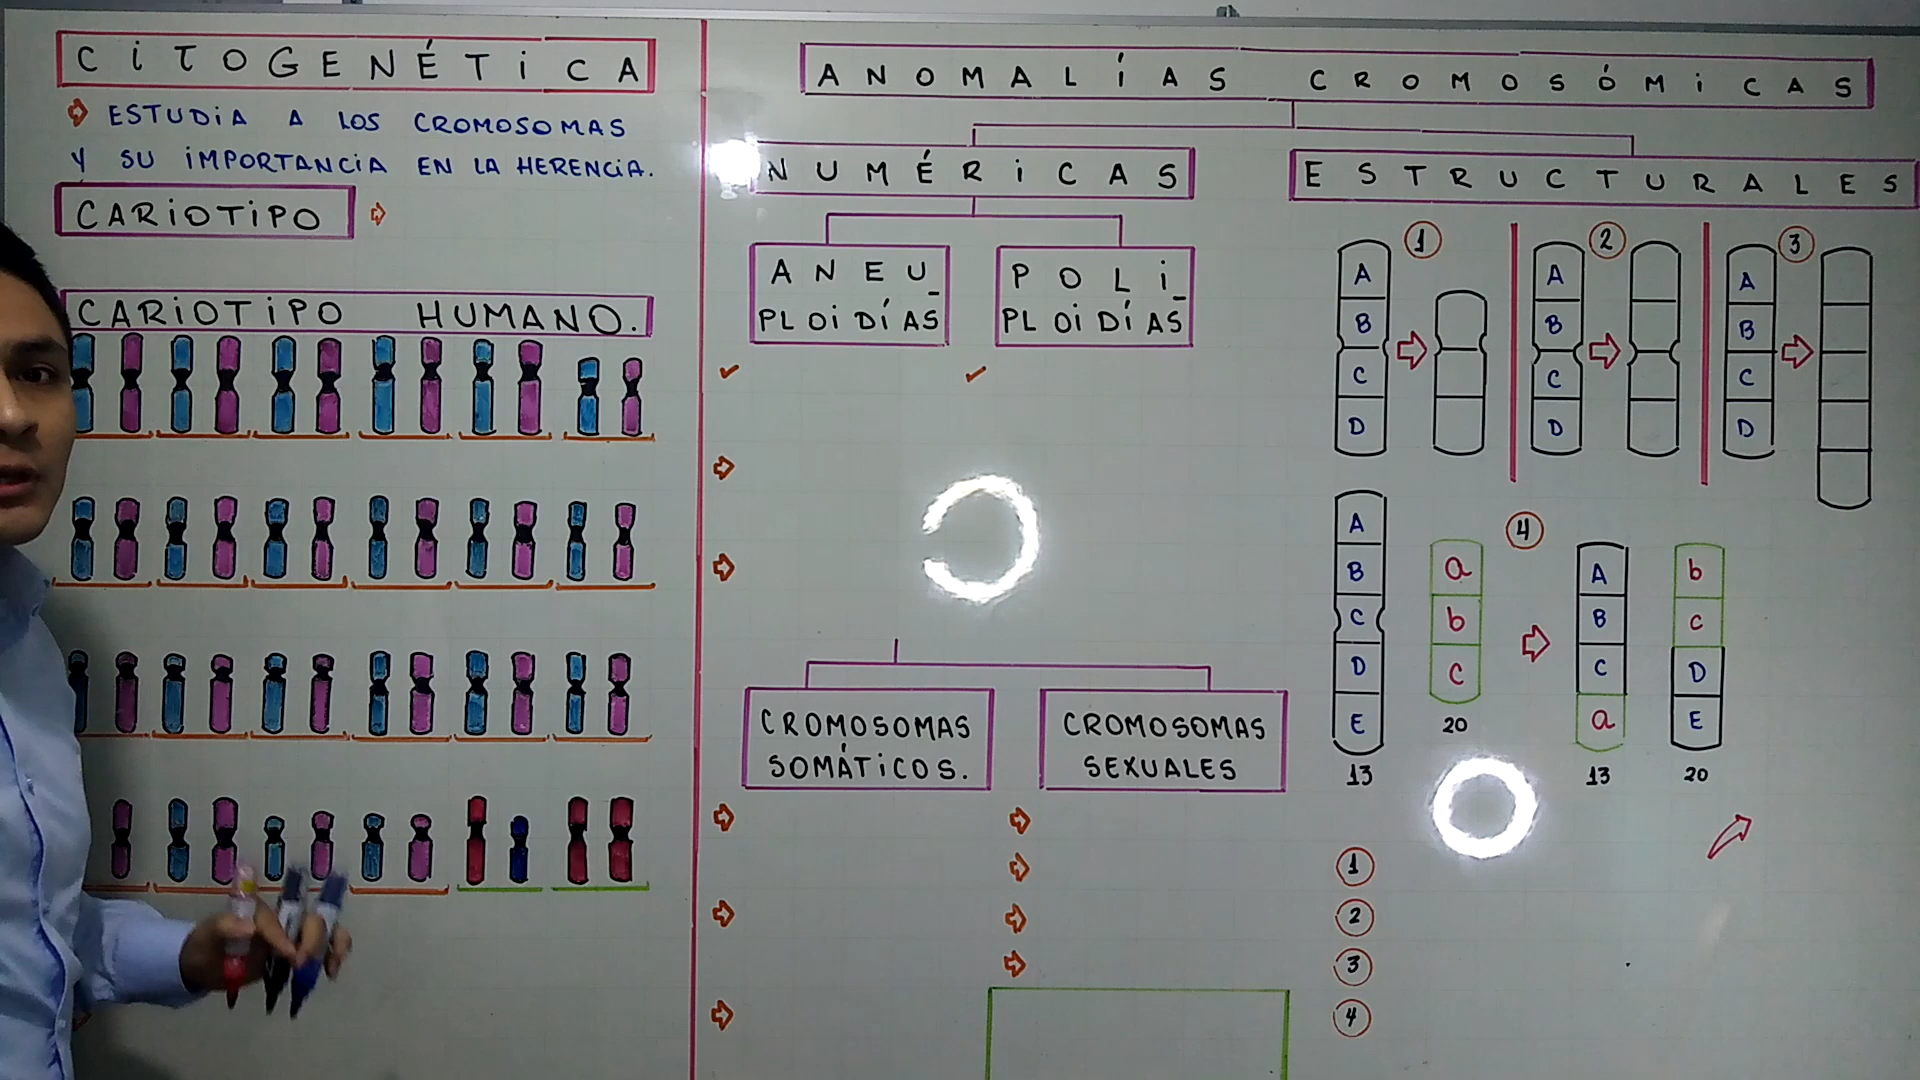 CiTOGENÉTiCA
ESTUDiA A LOS CROMOSOMAS
Y SU iMPORTANCiA EN LA HERENCiA.
CARiOTiPO
CARiOTiPO HUMANO.
ANOMALÍAS CROMOSÓMiCAS
NUMÉRiCAS
ESTRUCTURALES
ANEU_
PLOiDÍAS
POLi_
PLOiDÍAS
1
A
B
C
D
2
A
B
C
D
3
A
B
C
D
4
A
B
C
D
E
13
a
b
c
20
A
B
C
a
13
b
c
D
E
20
CROMOSOMAS
SOMÁTiCOS.
CROMOSOMAS
SEXUALES
1
2
3
4